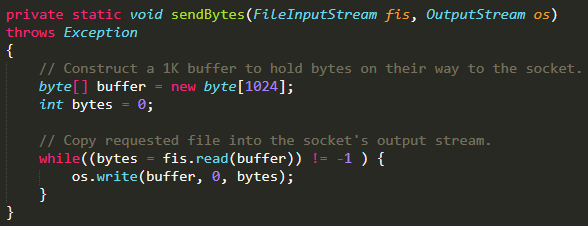 private static void sendBytes(FileInputStream fis, OutputStream os)
throws Exception
{
    // Construct a 1K buffer to hold bytes on their way to the socket.
    byte[] buffer = new byte[1024];
    int bytes = 0;

    // Copy requested file into the socket's output stream.
    while((bytes = fis.read(buffer)) != -1 ) {
        os.write(buffer, 0, bytes);
    }
}